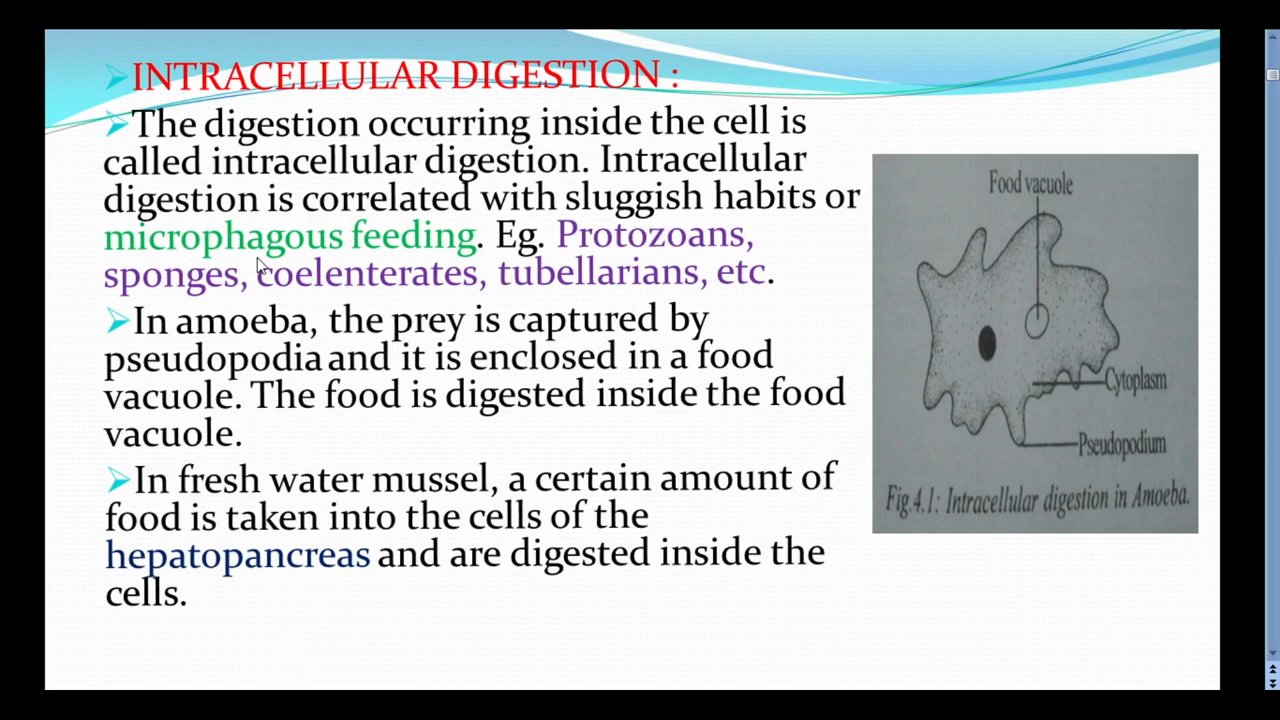 INTRACELLULAR DIGESTION :
The digestion occurring inside the cell is
called intracellular digestion. Intracellular
digestion is correlated with sluggish habits or
microphagous feeding. Eg. Protozoans,
sponges, coelenterates, tubellarians, etc.
In amoeba, the prey is captured by
pseudopodia and it is enclosed in a food
vacuole. The food is digested inside the food
vacuole.
In fresh water mussel, a certain amount of
food is taken into the cells of the
hepatopancreas and are digested inside the
cells.
Food vacuole
Cytoplasm
Pseudopodium
Fig.4.1: Intracellular digestion in Amoeba.